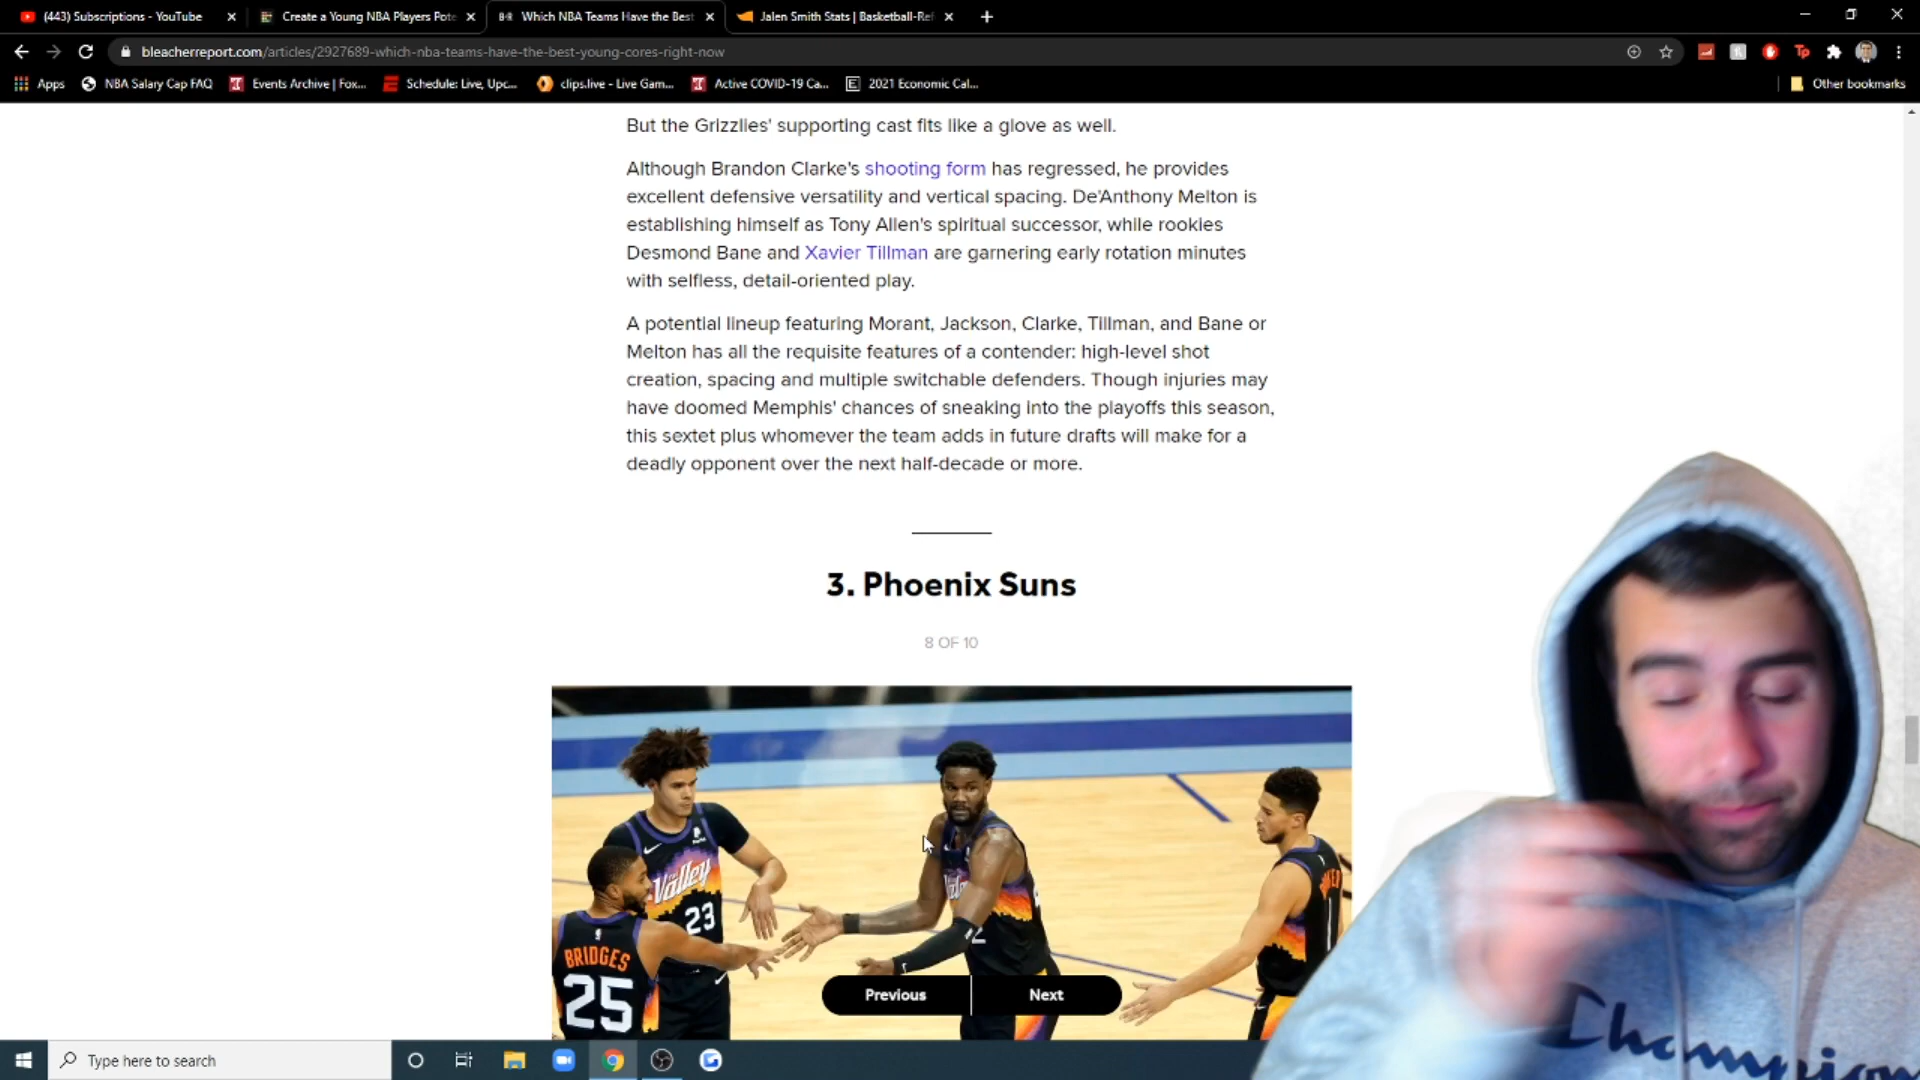 (443) Subscriptions - YouTube
Create a Young NBA Players Pote
B/R Which NBA Teams Have the Best
Jalen Smith Stats | Basketball-Ref
bleacherreport.com/articles/2927689-which-nba-teams-have-the-best-young-cores-right-now
Apps
NBA Salary Cap FAQ
Events Archive | Fox...
Schedule: Live, Upc...
clips.live - Live Gam...
Active COVID-19 Ca...
2021 Economic Cal...
Other bookmarks
But the Grizzlies' supporting cast fits like a glove as well.
Although Brandon Clarke's shooting form has regressed, he provides
excellent defensive versatility and vertical spacing. De'Anthony Melton is
establishing himself as Tony Allen's spiritual successor, while rookies
Desmond Bane and Xavier Tillman are garnering early rotation minutes
with selfless, detail-oriented play.
A potential lineup featuring Morant, Jackson, Clarke, Tillman, and Bane or
Melton has all the requisite features of a contender: high-level shot
creation, spacing and multiple switchable defenders. Though injuries may
have doomed Memphis' chances of sneaking into the playoffs this season,
this sextet plus whomever the team adds in future drafts will make for a
deadly opponent over the next half-decade or more.
3. Phoenix Suns
8 OF 10
Valley
23
BRIDGES
25
1
Previous
Next
Champion
Type here to search